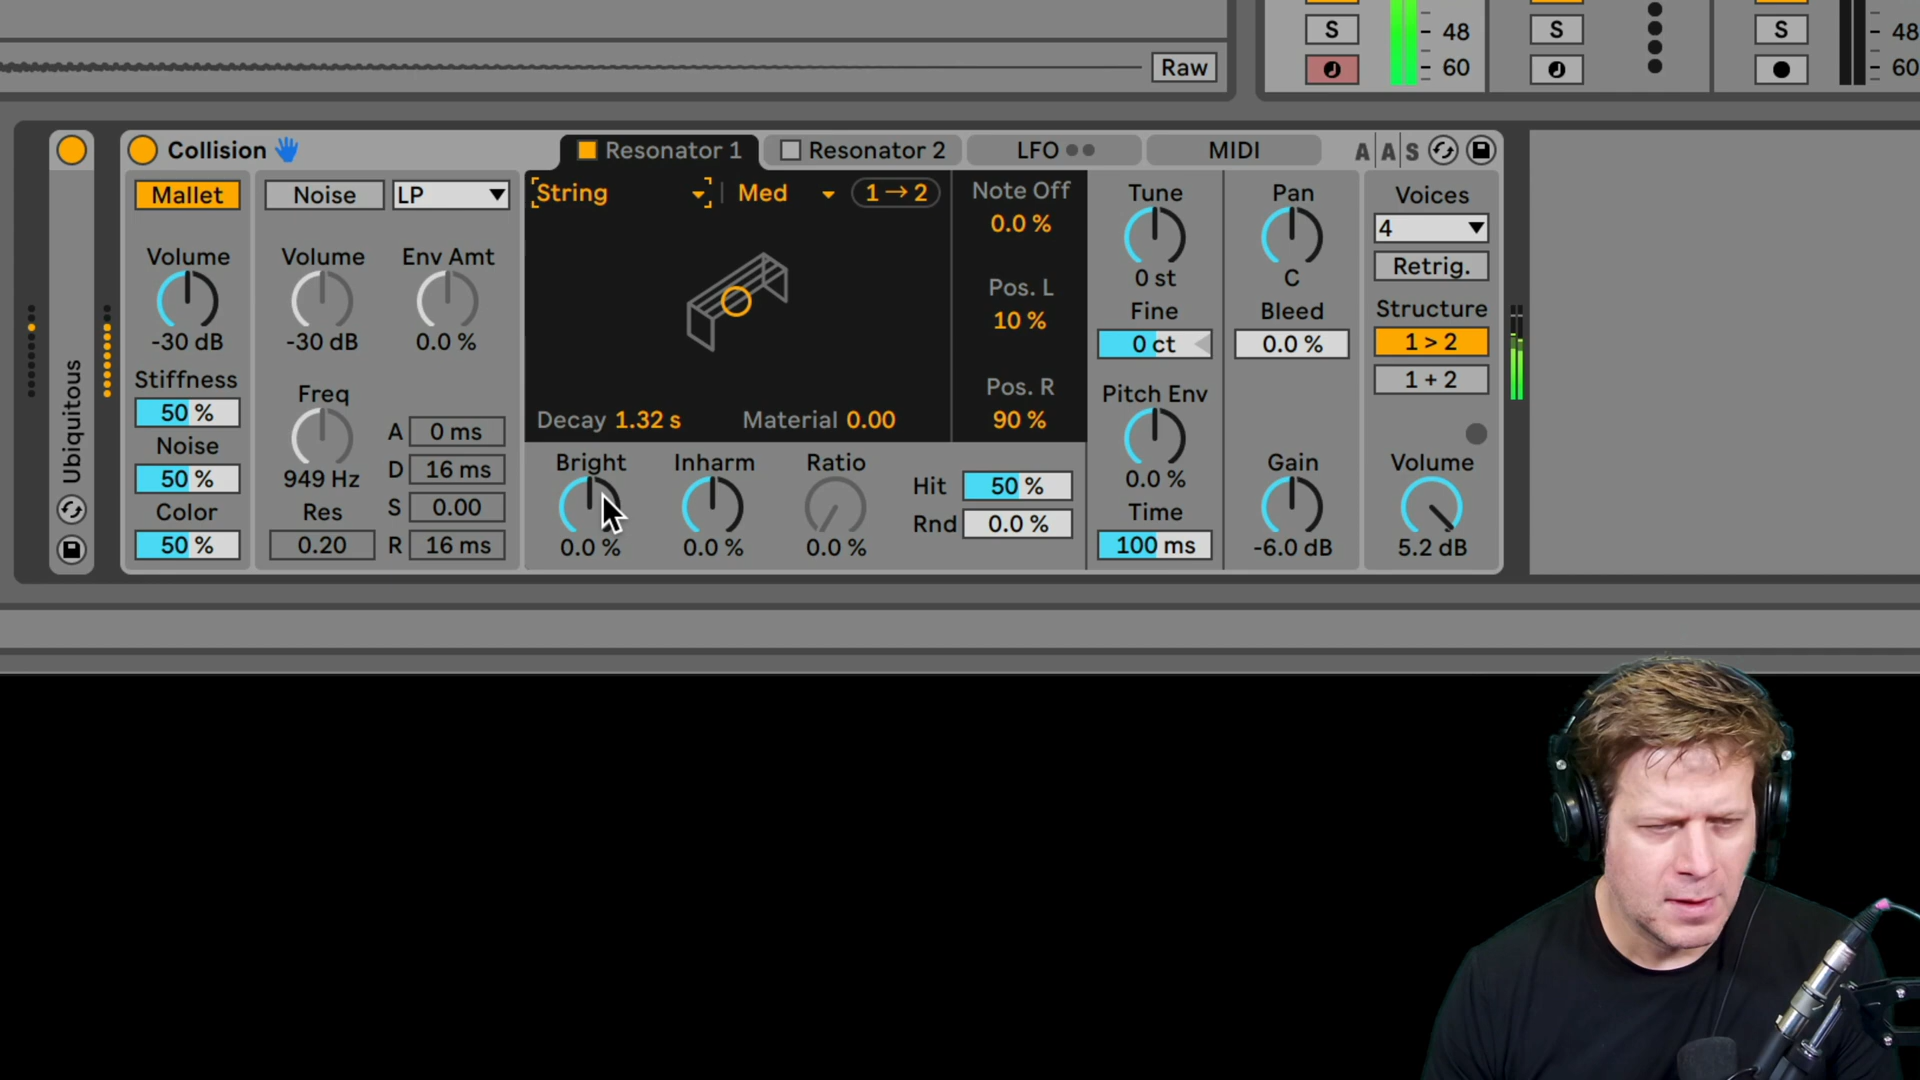 S - 48 S S 48
Raw - 60 60
Ubiquitous
Collision Resonator 1 Resonator 2 LFO MIDI A|A|S
Mallet Noise LP
Volume
-30 dB
Stiffness
50 %
Noise
50 %
Color
50 %
Volume Env Amt
-30 dB 0.0 %
Freq
949 Hz
Res
0.20
A 0 ms
D 16 ms
S 0.00
R 16 ms
String Med 1→2
Decay 1.32 s Material 0.00
Note Off
0.0 %
Pos. L
10 %
Pos. R
90 %
Bright Inharm Ratio
0.0 % 0.0 % 0.0 %
Hit 50 %
Rnd 0.0 %
Tune
0 st
Fine
0 ct
Pitch Env
0.0 %
Time
100 ms
Pan
C
Bleed
0.0 %
Gain
-6.0 dB
Voices
4
Retrig.
Structure
1 > 2
1 + 2
Volume
5.2 dB